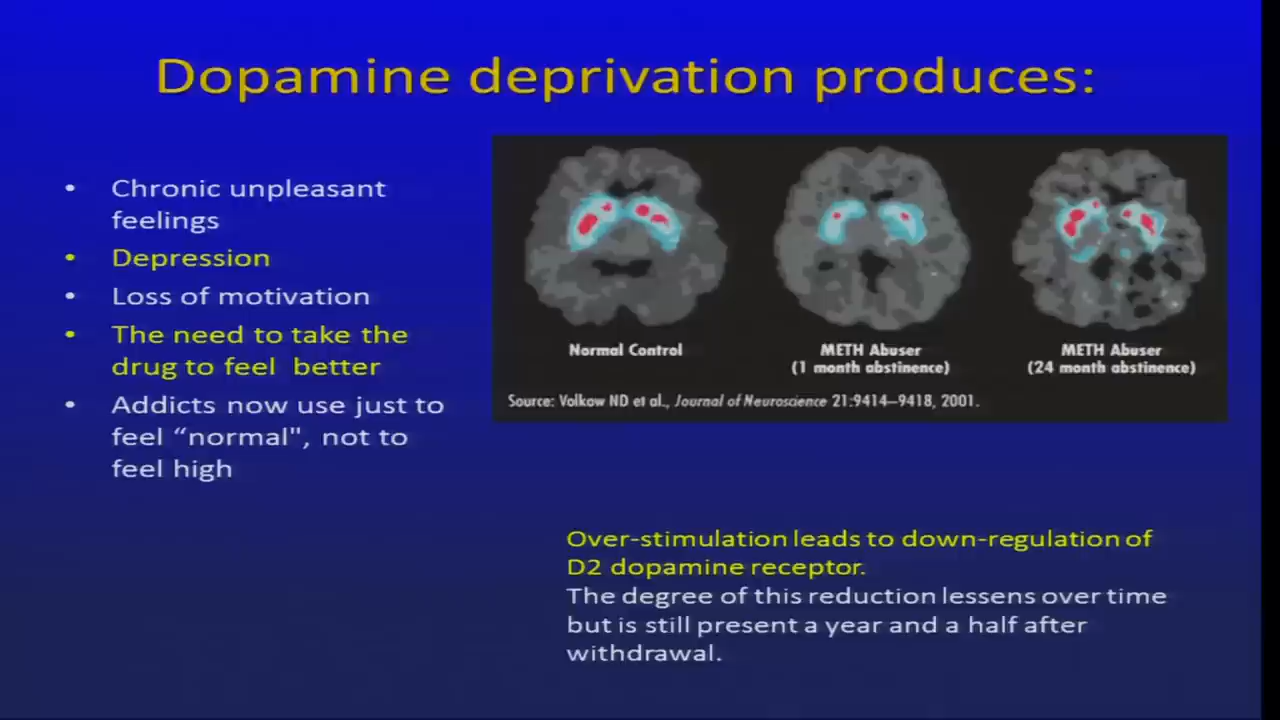 Dopamine deprivation produces:
• Chronic unpleasant
feelings
• Depression
• Loss of motivation
• The need to take the
drug to feel better
• Addicts now use just to
feel “normal", not to
feel high
Normal Control
METH Abuser
(1 month abstinence)
METH Abuser
(24 month abstinence)
Source: Volkow ND et al., Journal of Neuroscience 21:9414–9418, 2001.
Over-stimulation leads to down-regulation of
D2 dopamine receptor.
The degree of this reduction lessens over time
but is still present a year and a half after
withdrawal.